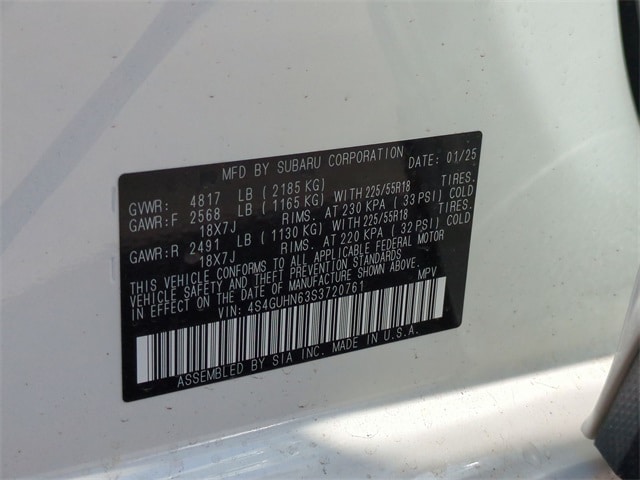 MFD BY SUBARU CORPORATION DATE: 01/25
GVWR: 4817 LB ( 2185 KG)
GAWR:F 2568 LB ( 1165 KG) WITH 225/55R18 TIRES.
18X7J RIMS. AT 230 KPA ( 33 PSI) COLD
GAWR:R 2491 LB ( 1130 KG) WITH 225/55R18 TIRES.
18X7J RIMS. AT 220 KPA ( 32 PSI) COLD
THIS VEHICLE CONFORMS TO ALL APPLICABLE FEDERAL MOTOR
VEHICLE SAFETY AND THEFT PREVENTION STANDARDS
IN EFFECT ON THE DATE OF MANUFACTURE SHOWN ABOVE.
VIN: 4S4GUHN63S3720761 MPV
ASSEMBLED BY SIA INC. MADE IN U.S.A.